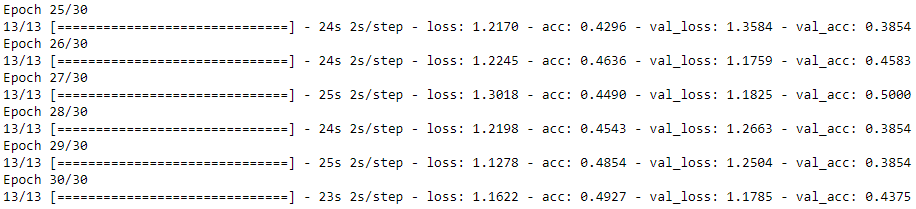 Epoch 25/30
13/13 [==============================] - 24s 2s/step - loss: 1.2170 - acc: 0.4296 - val_loss: 1.3584 - val_acc: 0.3854
Epoch 26/30
13/13 [==============================] - 24s 2s/step - loss: 1.2245 - acc: 0.4636 - val_loss: 1.1759 - val_acc: 0.4583
Epoch 27/30
13/13 [==============================] - 25s 2s/step - loss: 1.3018 - acc: 0.4490 - val_loss: 1.1825 - val_acc: 0.5000
Epoch 28/30
13/13 [==============================] - 24s 2s/step - loss: 1.2198 - acc: 0.4543 - val_loss: 1.2663 - val_acc: 0.3854
Epoch 29/30
13/13 [==============================] - 25s 2s/step - loss: 1.1278 - acc: 0.4854 - val_loss: 1.2504 - val_acc: 0.3854
Epoch 30/30
13/13 [==============================] - 23s 2s/step - loss: 1.1622 - acc: 0.4927 - val_loss: 1.1785 - val_acc: 0.4375